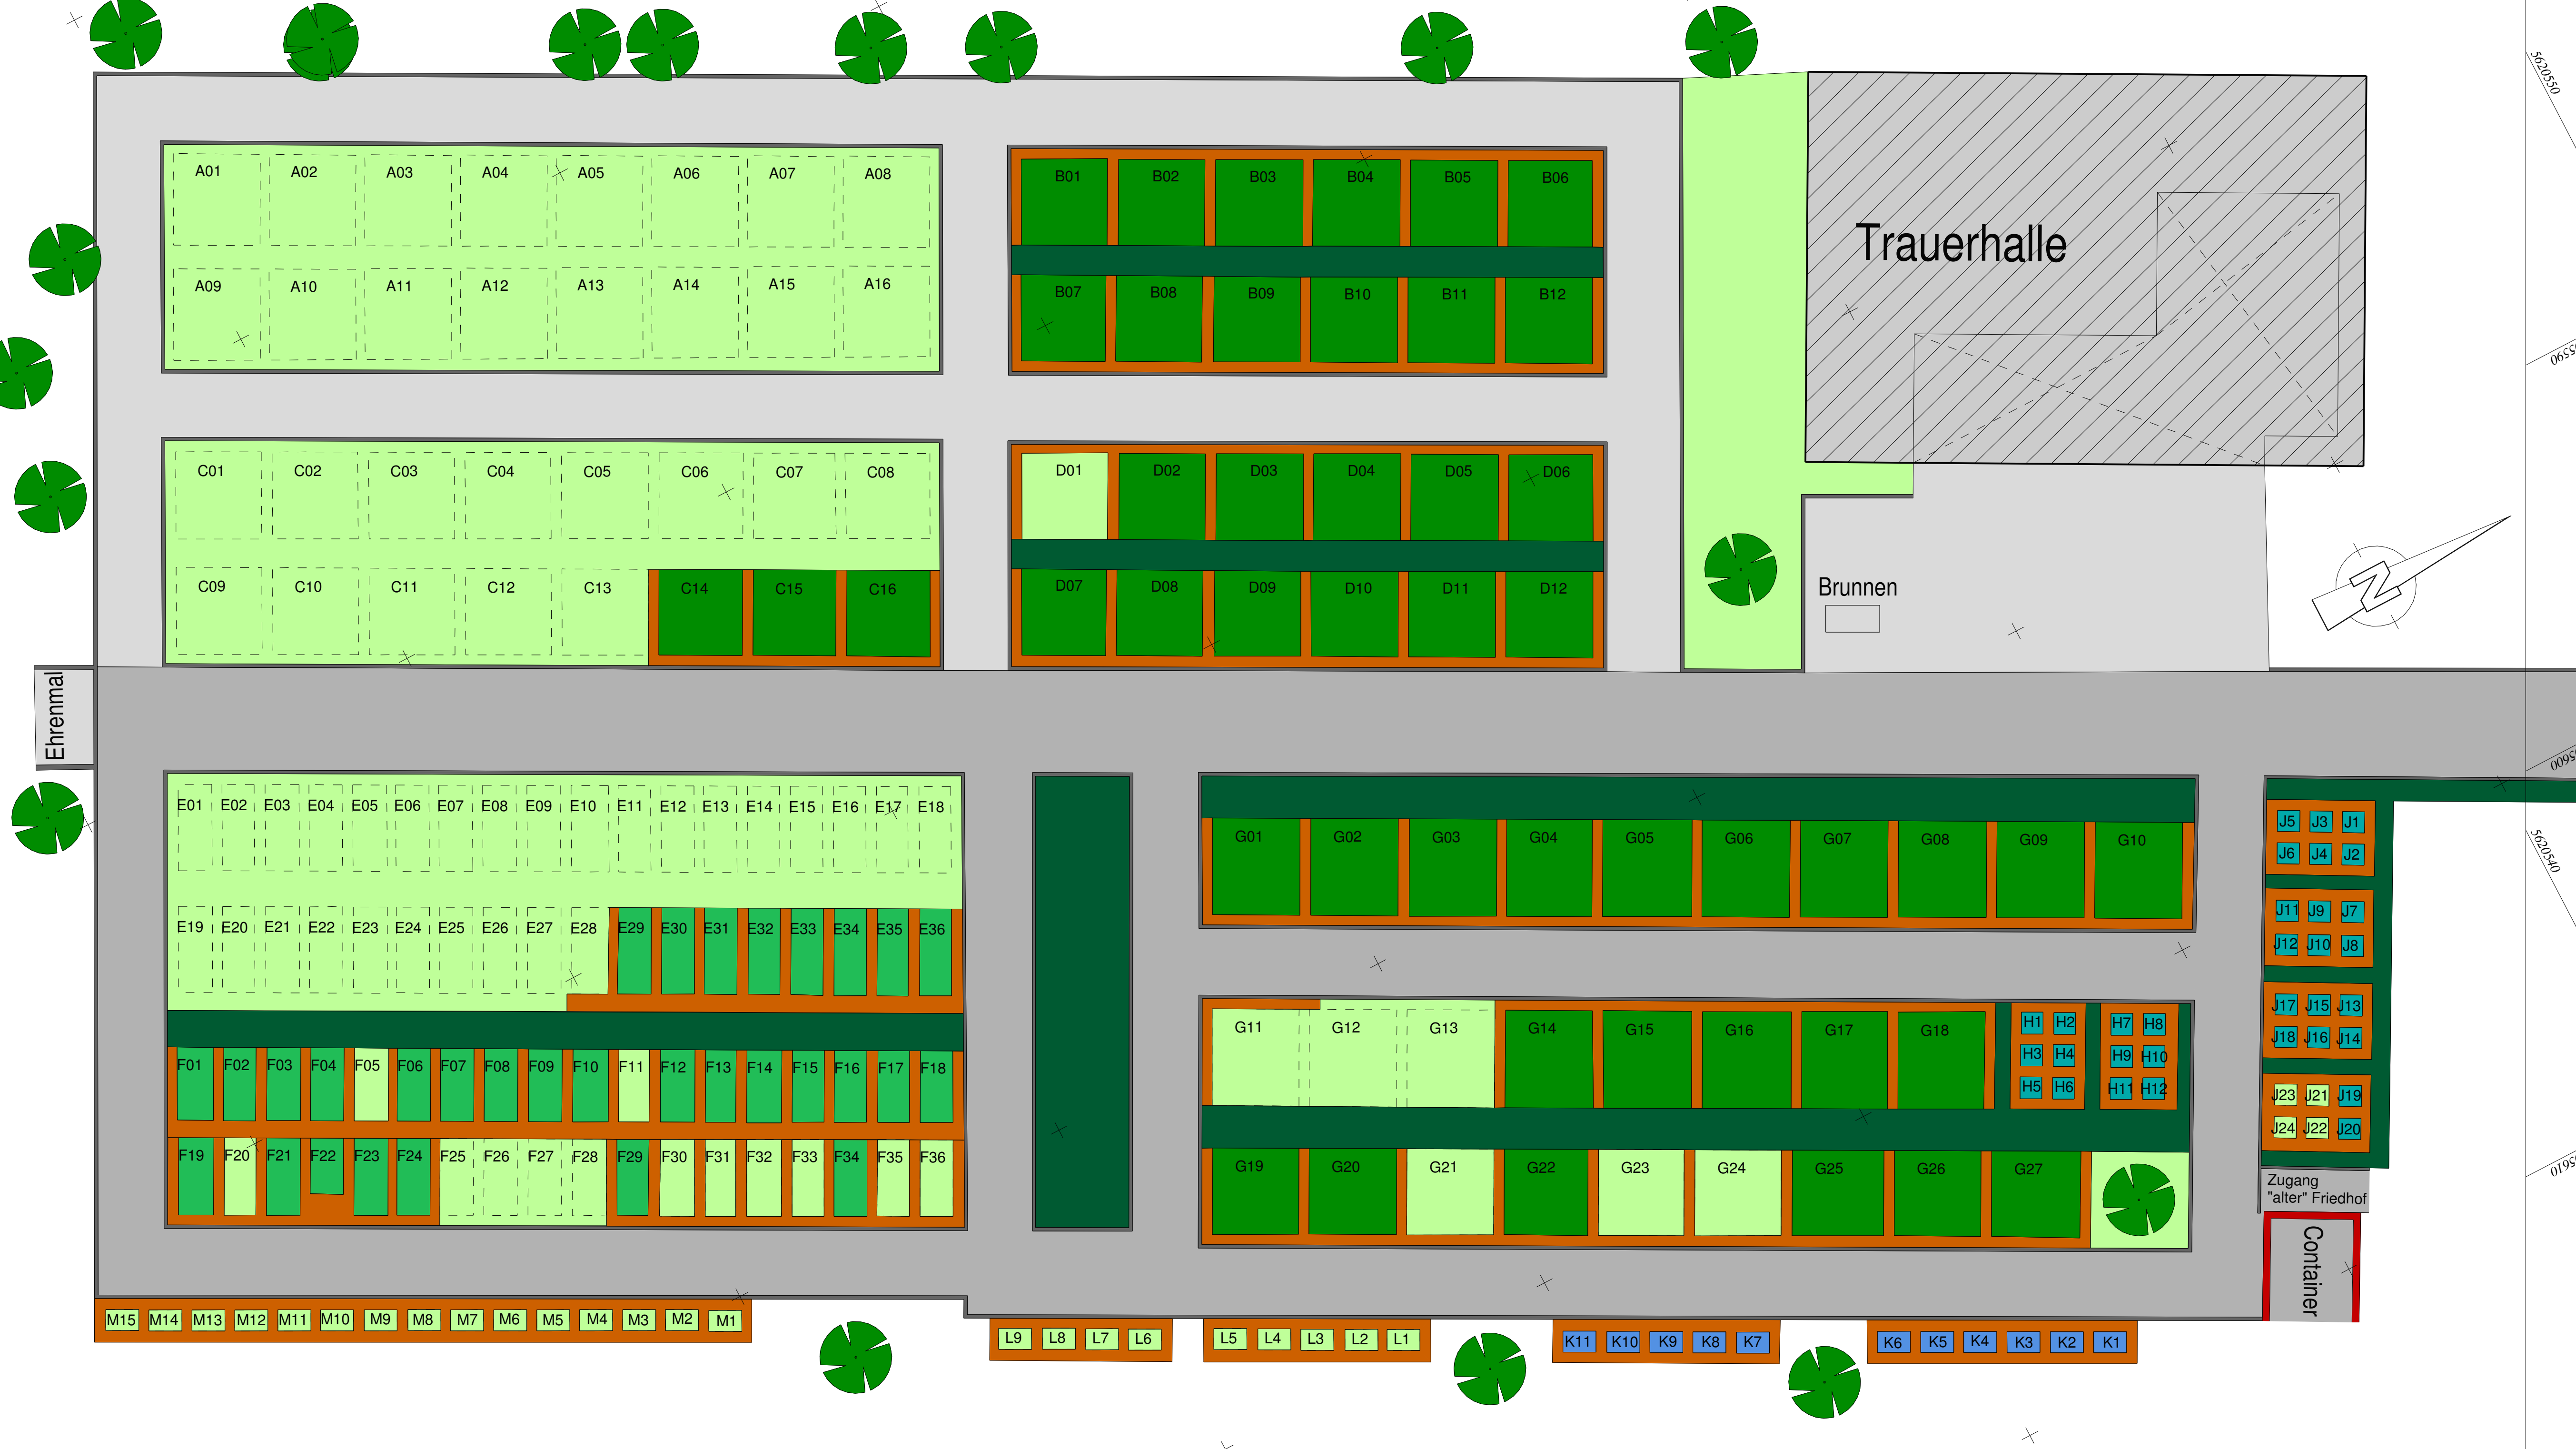 5620550
A01 A02 A03 A04 A05 A06 A07 A08
B01 B02 B03 B04 B05 B06
Trauerhalle
A09 A10 A11 A12 A13 A14 A15 A16
B07 B08 B09 B10 B11 B12
C01 C02 C03 C04 C05 C06 C07 C08
D01 D02 D03 D04 D05 D06
C09 C10 C11 C12 C13 C14 C15 C16
D07 D08 D09 D10 D11 D12
Brunnen
N
Ehrenmal
E01 E02 E03 E04 E05 E06 E07 E08 E09 E10 E11 E12 E13 E14 E15 E16 E17 E18
G01 G02 G03 G04 G05 G06 G07 G08 G09 G10
J5 J3 J1
J6 J4 J2
5620540
E19 E20 E21 E22 E23 E24 E25 E26 E27 E28 E29 E30 E31 E32 E33 E34 E35 E36
J11 J9 J7
J12 J10 J8
G11 G12 G13 G14 G15 G16 G17 G18
H1 H2 H7 H8
H3 H4 H9 H10
H5 H6 H11 H12
J17 J15 J13
J18 J16 J14
F01 F02 F03 F04 F05 F06 F07 F08 F09 F10 F11 F12 F13 F14 F15 F16 F17 F18
J23 J21 J19
J24 J22 J20
F19 F20 F21 F22 F23 F24 F25 F26 F27 F28 F29 F30 F31 F32 F33 F34 F35 F36
G19 G20 G21 G22 G23 G24 G25 G26 G27
Zugang
"alter" Friedhof
Container
M15 M14 M13 M12 M11 M10 M9 M8 M7 M6 M5 M4 M3 M2 M1
L9 L8 L7 L6
L5 L4 L3 L2 L1
K11 K10 K9 K8 K7
K6 K5 K4 K3 K2 K1